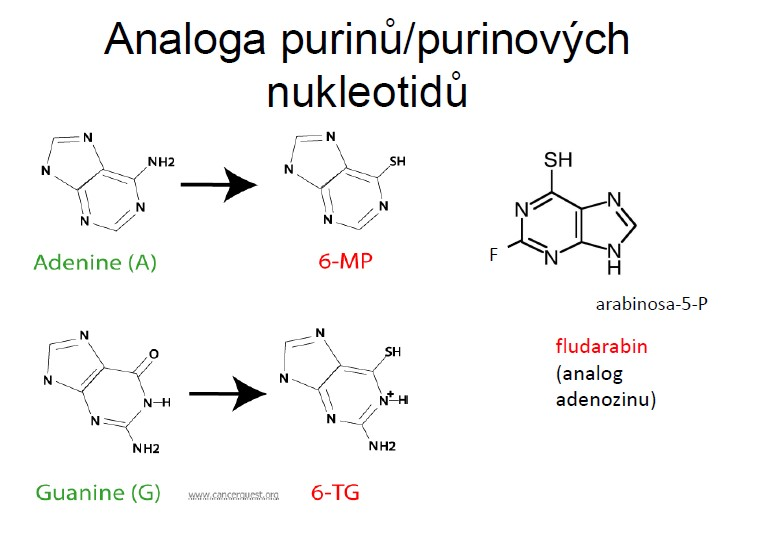 Analoga purinů/purinových
nukleotidů
N
N
N
N
NH2
Adenine (A)
N
N
N
N
SH
6-MP
SH
N
N
F
N
N
H
arabinosa-5-P
fludarabin
(analog
adenozinu)
N
N
O
N-H
N
NH2
Guanine (G)
www.cancerquest.org
N
N
SH
N+-H
N
NH2
6-TG